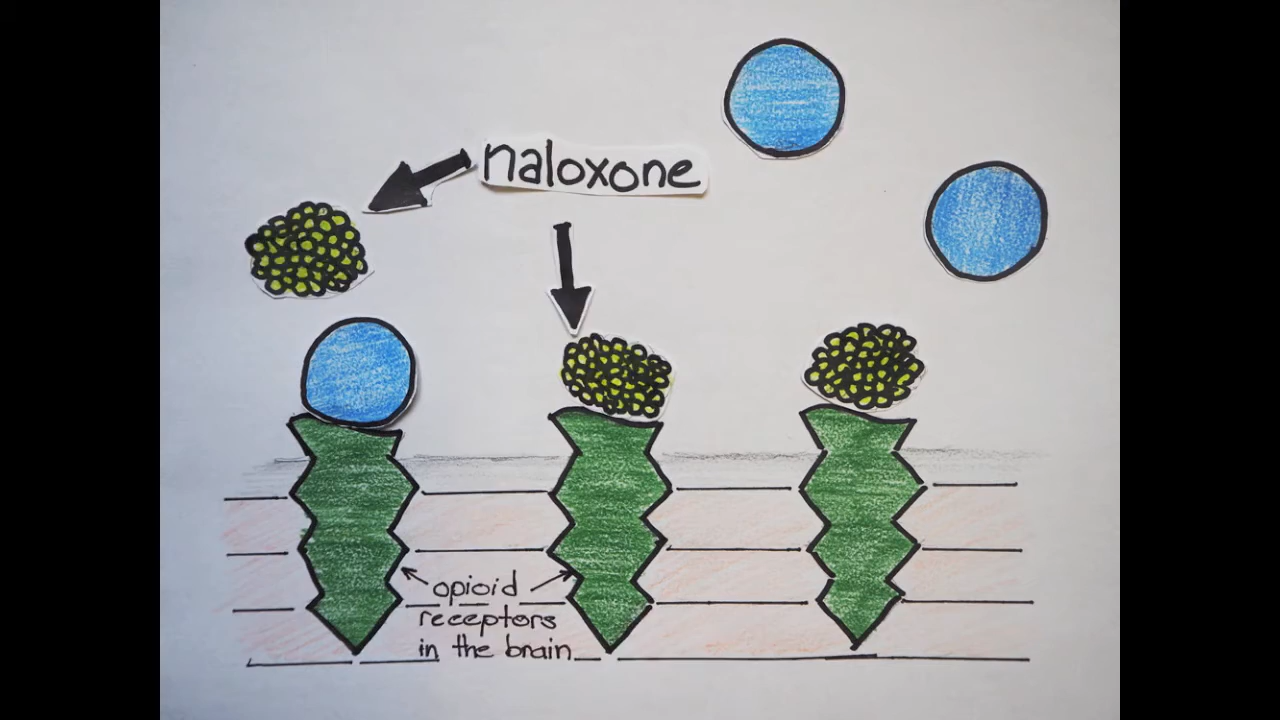 naloxone
opioid
receptors
in the brain